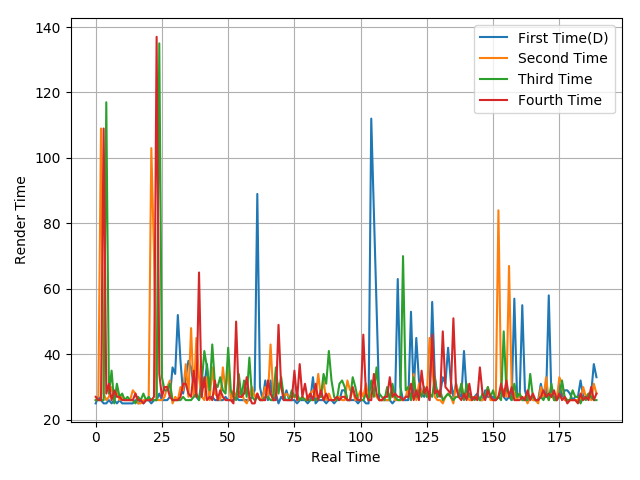 140
120
100
80
60
40
20
Render Time
0
25
50
75
100
125
150
175
Real Time
First Time(D)
Second Time
Third Time
Fourth Time